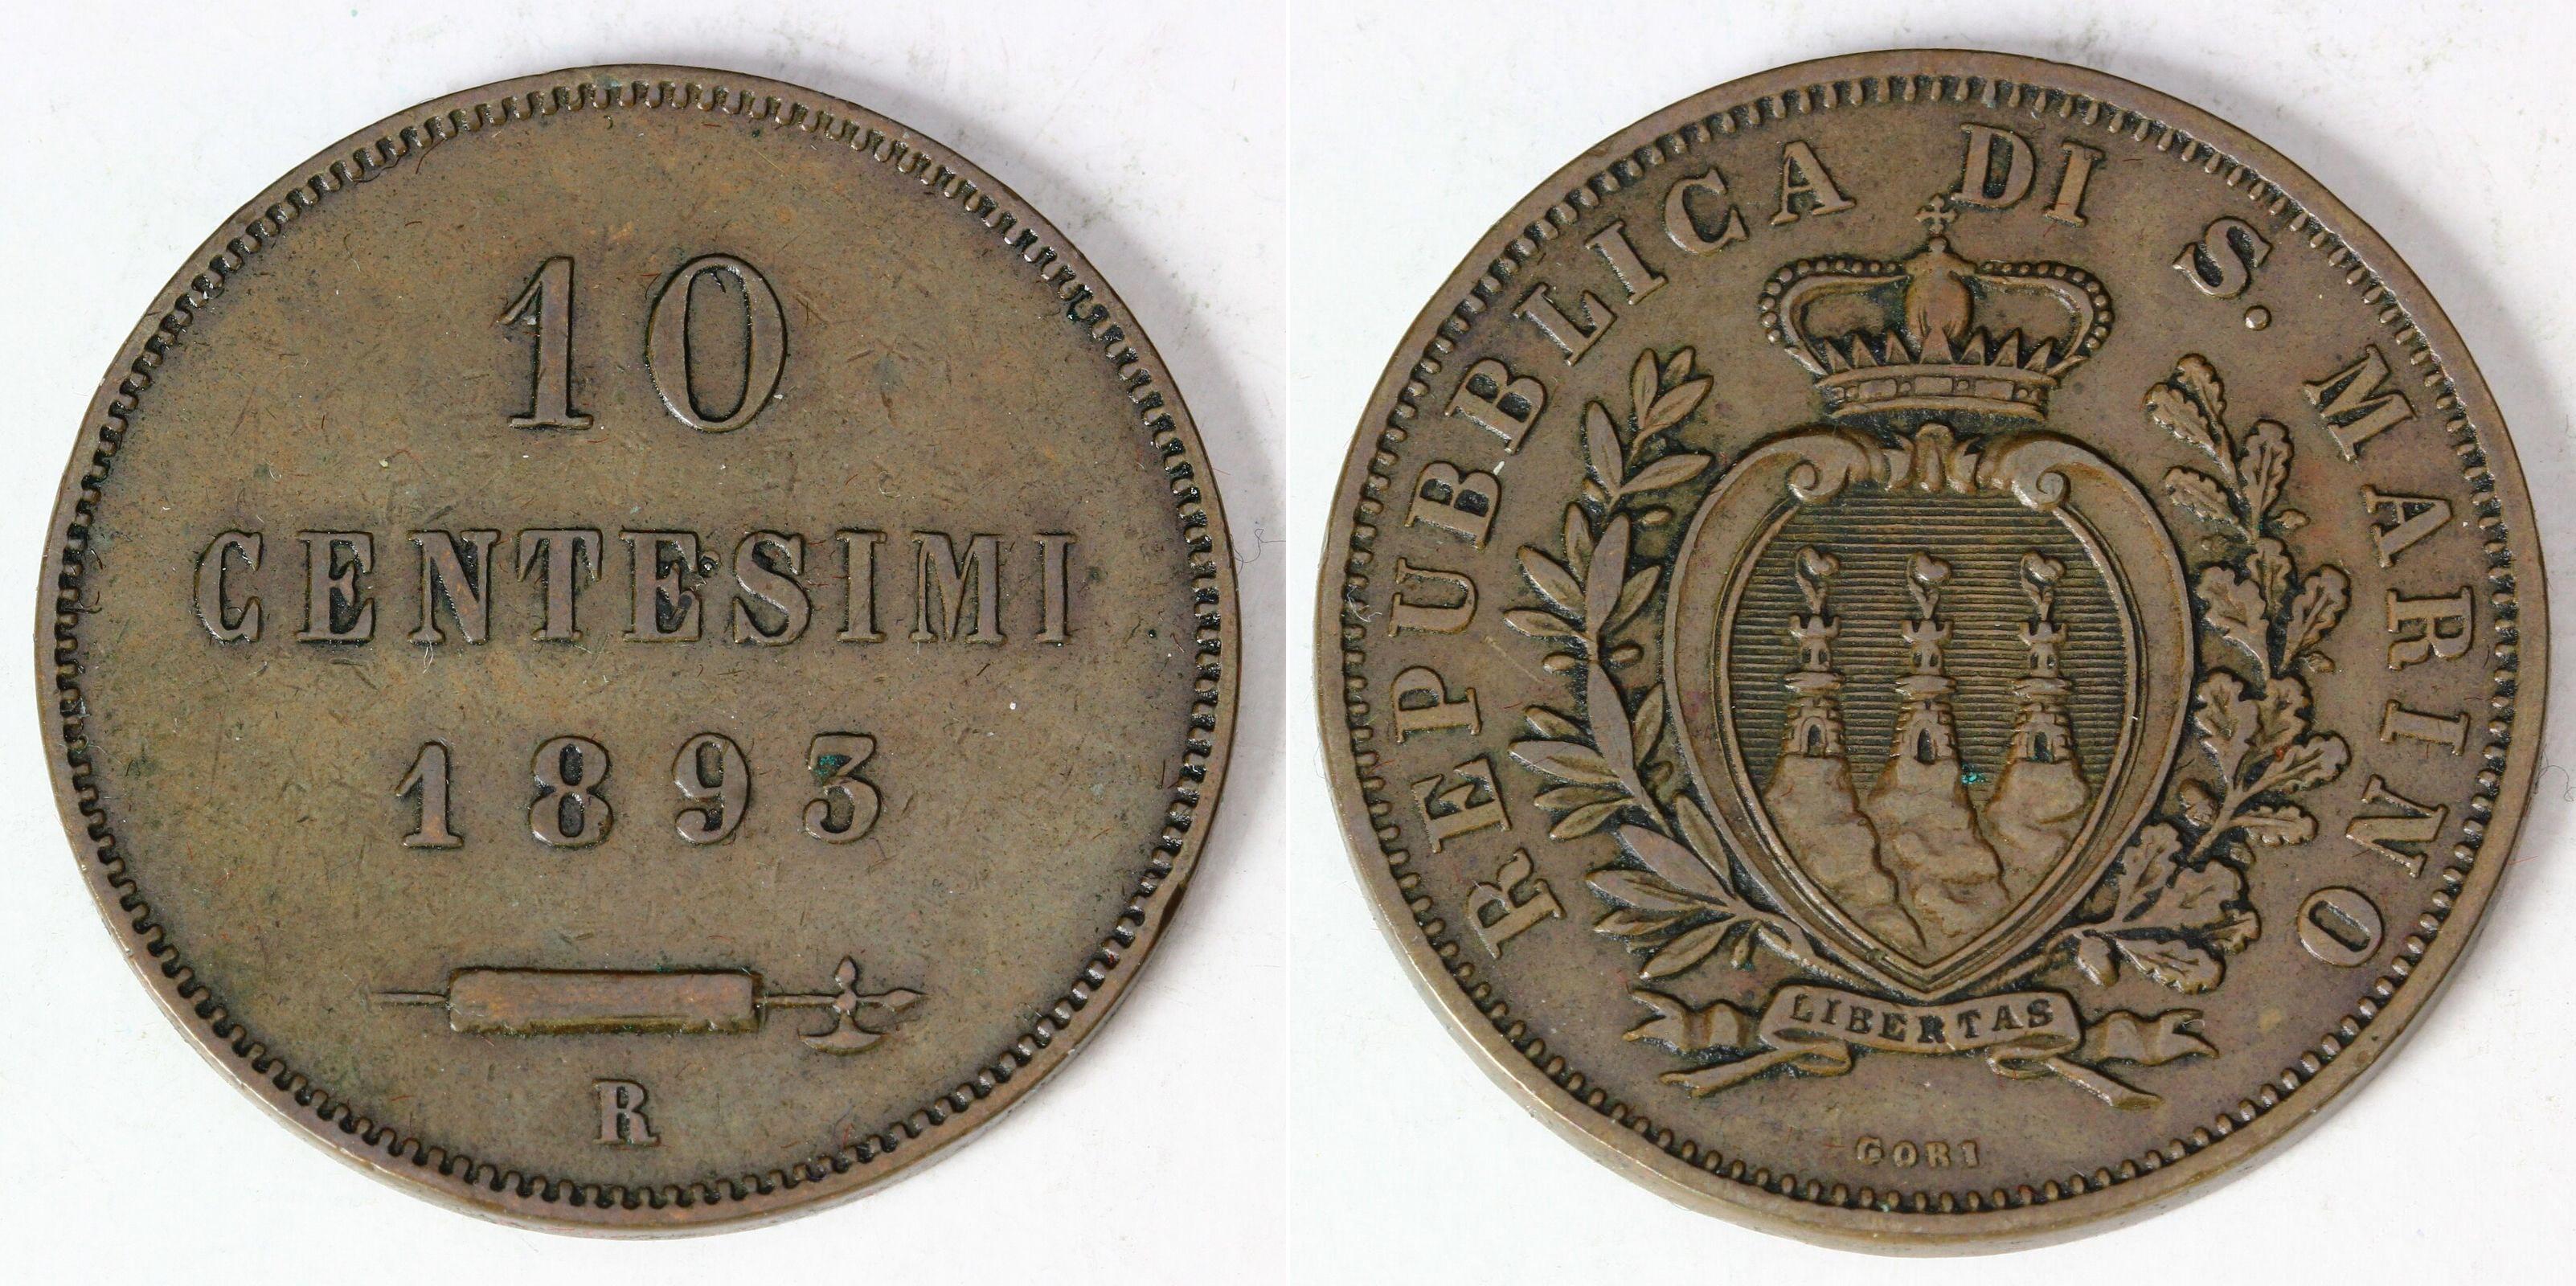 10
CENTESIMI
1893
R
REPUBBLICA DI S. MARINO
LIBERTAS
GORI